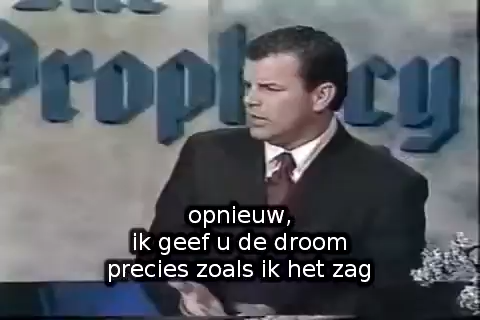 Prophecy
opnieuw,
ik geef u de droom
precies zoals ik het zag